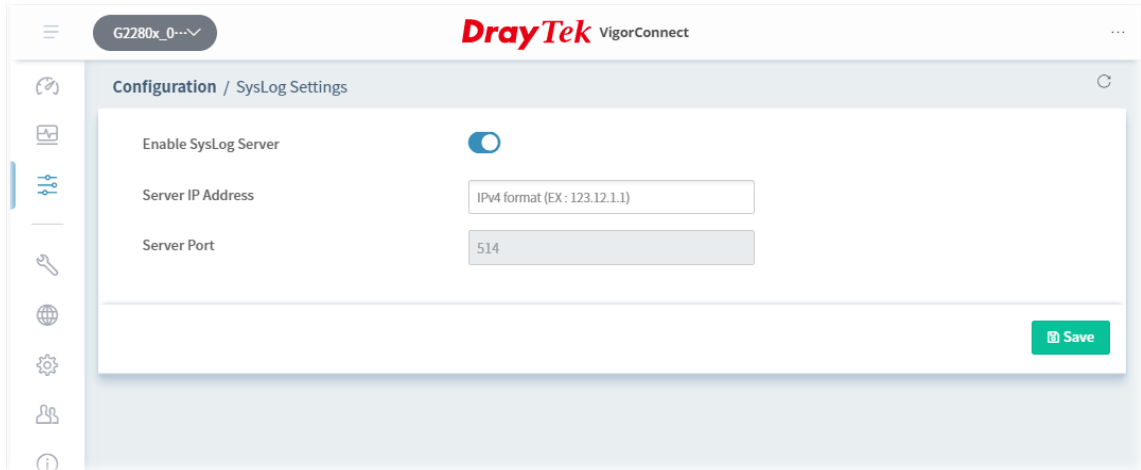 G2280x_0···
DrayTek VigorConnect
...
Configuration / SysLog Settings
Enable SysLog Server
Server IP Address
IPv4 format (EX : 123.12.1.1)
Server Port
514
Save